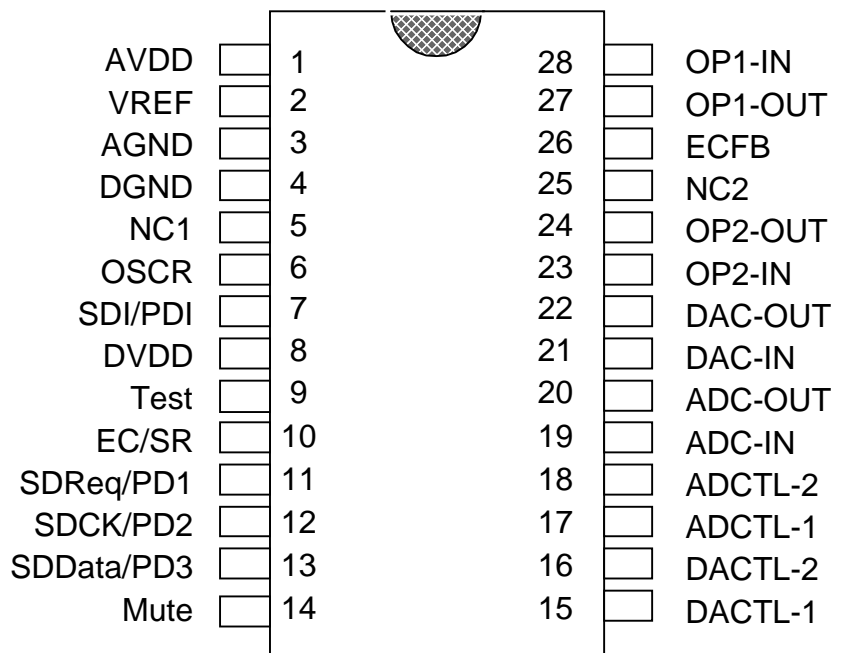 AVDD 1 28 OP1-IN
VREF 2 27 OP1-OUT
AGND 3 26 ECFB
DGND 4 25 NC2
NC1 5 24 OP2-OUT
OSCR 6 23 OP2-IN
SDI/PDI 7 22 DAC-OUT
DVDD 8 21 DAC-IN
Test 9 20 ADC-OUT
EC/SR 10 19 ADC-IN
SDReq/PD1 11 18 ADCTL-2
SDCK/PD2 12 17 ADCTL-1
SDData/PD3 13 16 DACTL-2
Mute 14 15 DACTL-1